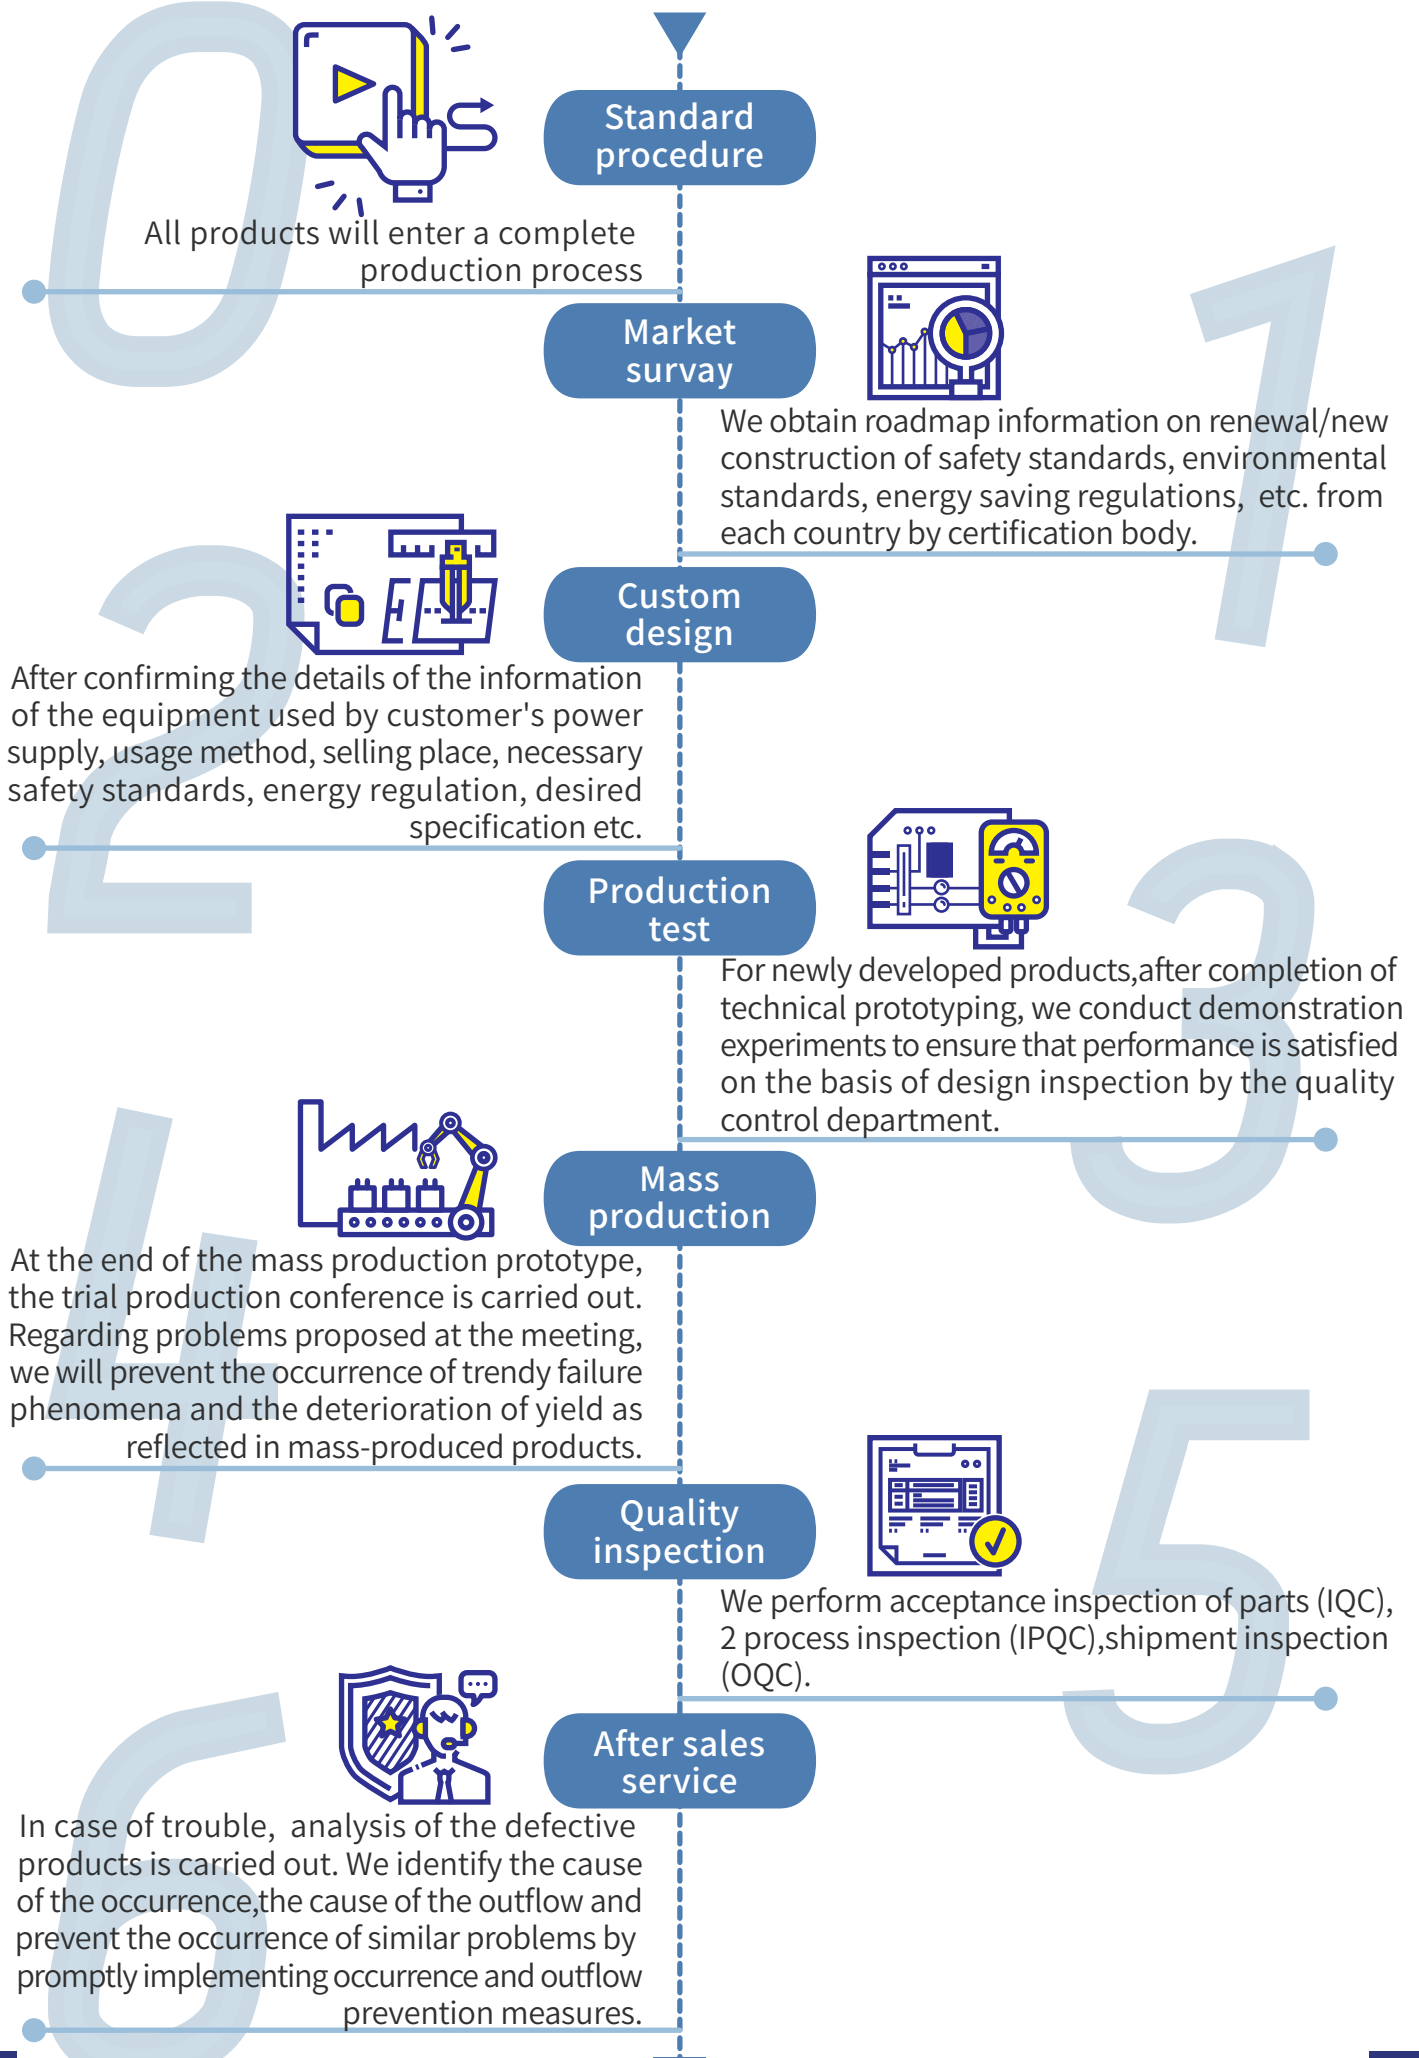 0
Standard
procedure
All products will enter a complete
production process
1
Market
survay
We obtain roadmap information on renewal/new
construction of safety standards, environmental
standards, energy saving regulations, etc. from
each country by certification body.
2
Custom
design
After confirming the details of the information
of the equipment used by customer's power
supply, usage method, selling place, necessary
safety standards, energy regulation, desired
specification etc.
3
Production
test
For newly developed products,after completion of
technical prototyping, we conduct demonstration
experiments to ensure that performance is satisfied
on the basis of design inspection by the quality
control department.
4
Mass
production
At the end of the mass production prototype,
the trial production conference is carried out.
Regarding problems proposed at the meeting,
we will prevent the occurrence of trendy failure
phenomena and the deterioration of yield as
reflected in mass-produced products.
5
Quality
inspection
We perform acceptance inspection of parts (IQC),
2 process inspection (IPQC),shipment inspection
(OQC).
6
After sales
service
In case of trouble, analysis of the defective
products is carried out. We identify the cause
of the occurrence,the cause of the outflow and
prevent the occurrence of similar problems by
promptly implementing occurrence and outflow
prevention measures.